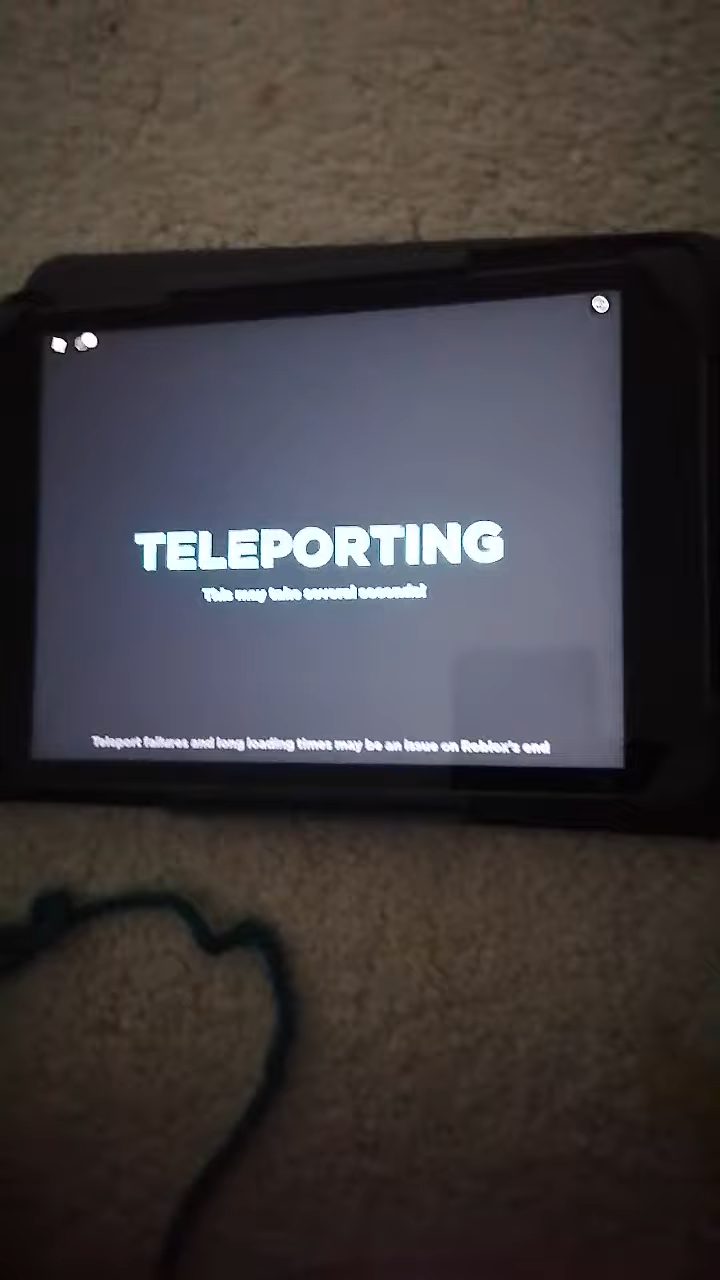 TELEPORTING
This may take several seconds!
Teleport failures and long loading times may be an issue on Roblox's end